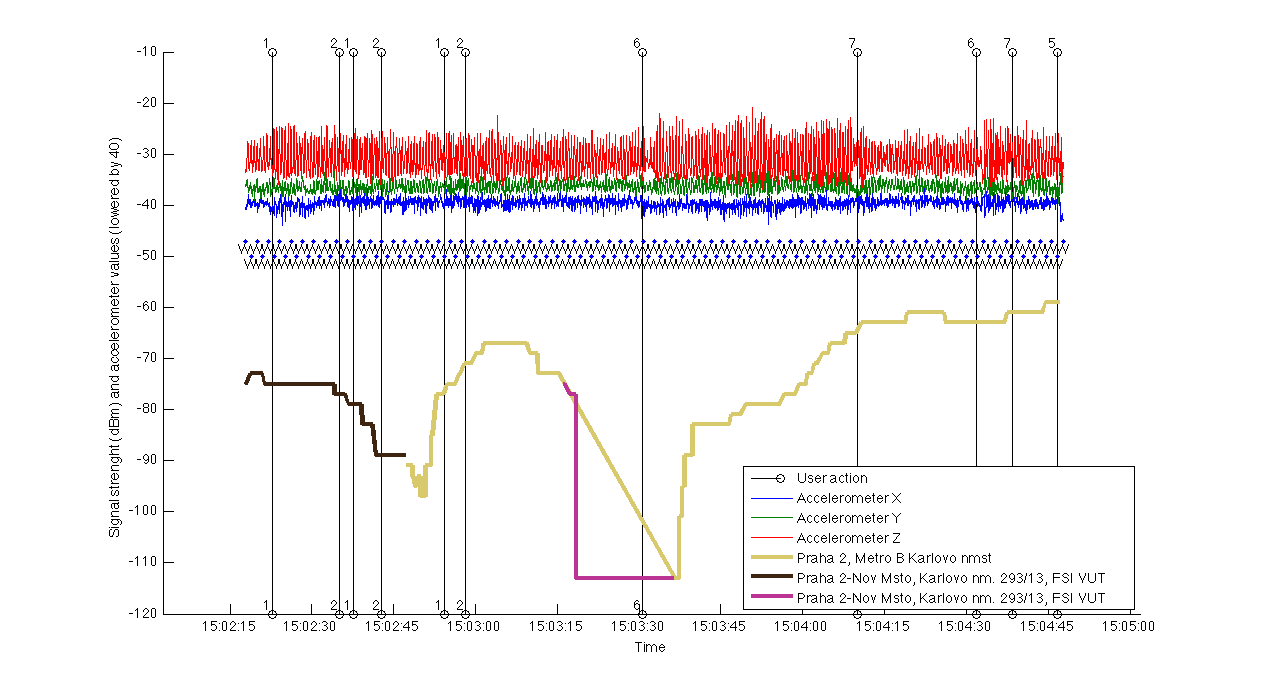 1 2 1 2 1 2 6 7 6 7 5
-10
-20
-30
-40
-50
-60
-70
-80
-90
-100
-110
-120
Signal strenght (dBm) and accelerometer values (lowered by 40)
User action
Accelerometer X
Accelerometer Y
Accelerometer Z
Praha 2, Metro B Karlovo nmst
Praha 2-Nov Msto, Karlovo nm. 293/13, FSI VUT
Praha 2-Nov Msto, Karlovo nm. 293/13, FSI VUT
1 2 1 2 1 2 6
15:02:15 15:02:30 15:02:45 15:03:00 15:03:15 15:03:30 15:03:45 15:04:00 15:04:15 15:04:30 15:04:45 15:05:00
Time